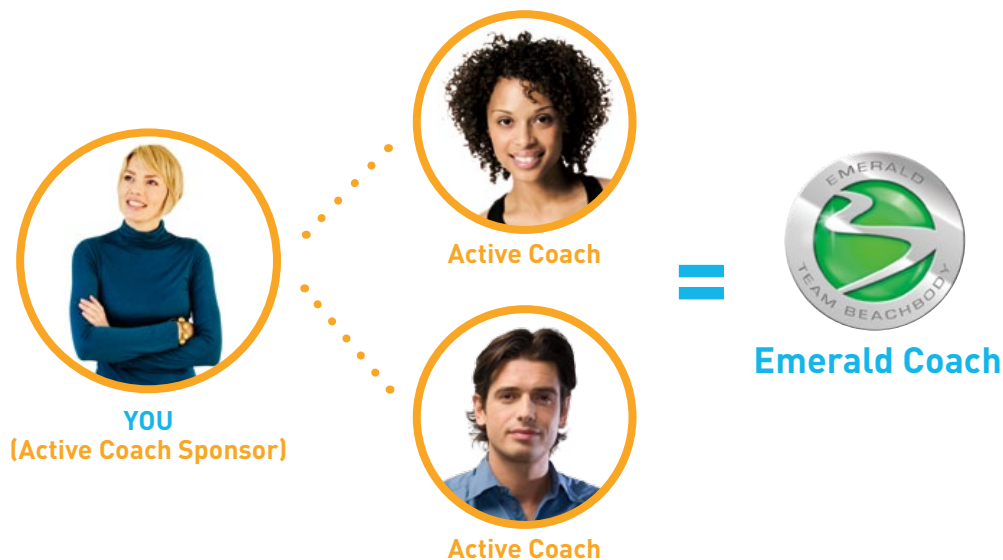 Active Coach
YOU
(Active Coach Sponsor)
Active Coach
=
EMERALD
TEAM BEACHBODY
Emerald Coach